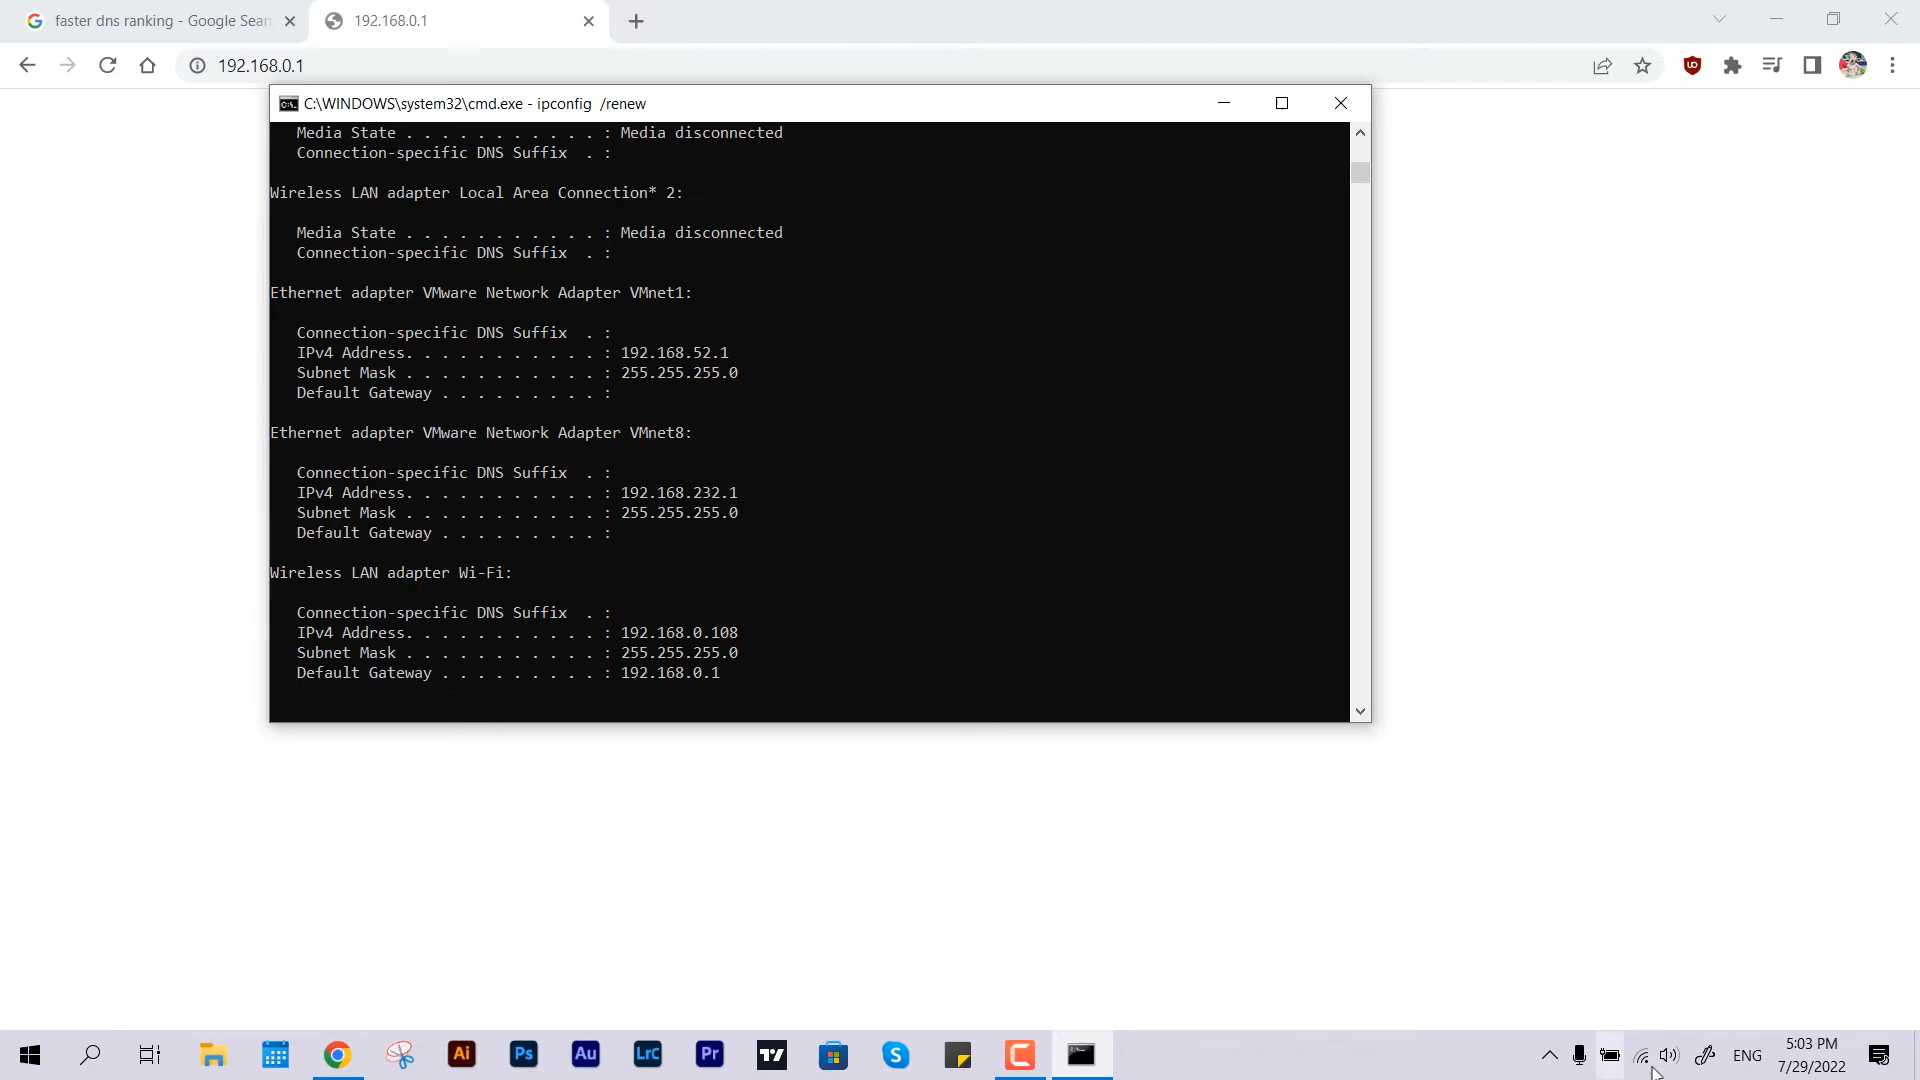 faster dns ranking - Google Sear
192.168.0.1
192.168.0.1
C:\WINDOWS\system32\cmd.exe - ipconfig  /renew
Media State . . . . . . . . . . . : Media disconnected
Connection-specific DNS Suffix  . :
Wireless LAN adapter Local Area Connection* 2:
Media State . . . . . . . . . . . : Media disconnected
Connection-specific DNS Suffix  . :
Ethernet adapter VMware Network Adapter VMnet1:
Connection-specific DNS Suffix  . :
IPv4 Address. . . . . . . . . . . : 192.168.52.1
Subnet Mask . . . . . . . . . . . : 255.255.255.0
Default Gateway . . . . . . . . . :
Ethernet adapter VMware Network Adapter VMnet8:
Connection-specific DNS Suffix  . :
IPv4 Address. . . . . . . . . . . : 192.168.232.1
Subnet Mask . . . . . . . . . . . : 255.255.255.0
Default Gateway . . . . . . . . . :
Wireless LAN adapter Wi-Fi:
Connection-specific DNS Suffix  . :
IPv4 Address. . . . . . . . . . . : 192.168.0.108
Subnet Mask . . . . . . . . . . . : 255.255.255.0
Default Gateway . . . . . . . . . : 192.168.0.1
Ai Ps Au LrC Pr S C ENG 5:03 PM
7/29/2022